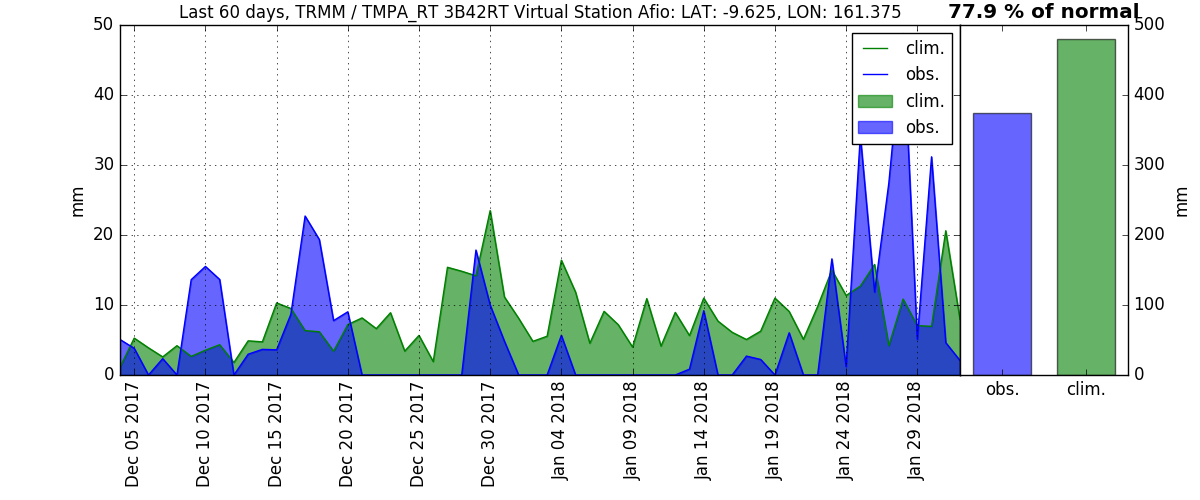 Last 60 days, TRMM / TMPA_RT 3B42RT Virtual Station Afio: LAT: -9.625, LON: 161.375
77.9 % of normal
50
40
30
20
10
0
mm
clim.
obs.
clim.
obs.
500
400
300
200
100
0
mm
Dec 05 2017
Dec 10 2017
Dec 15 2017
Dec 20 2017
Dec 25 2017
Dec 30 2017
Jan 04 2018
Jan 09 2018
Jan 14 2018
Jan 19 2018
Jan 24 2018
Jan 29 2018
obs.
clim.